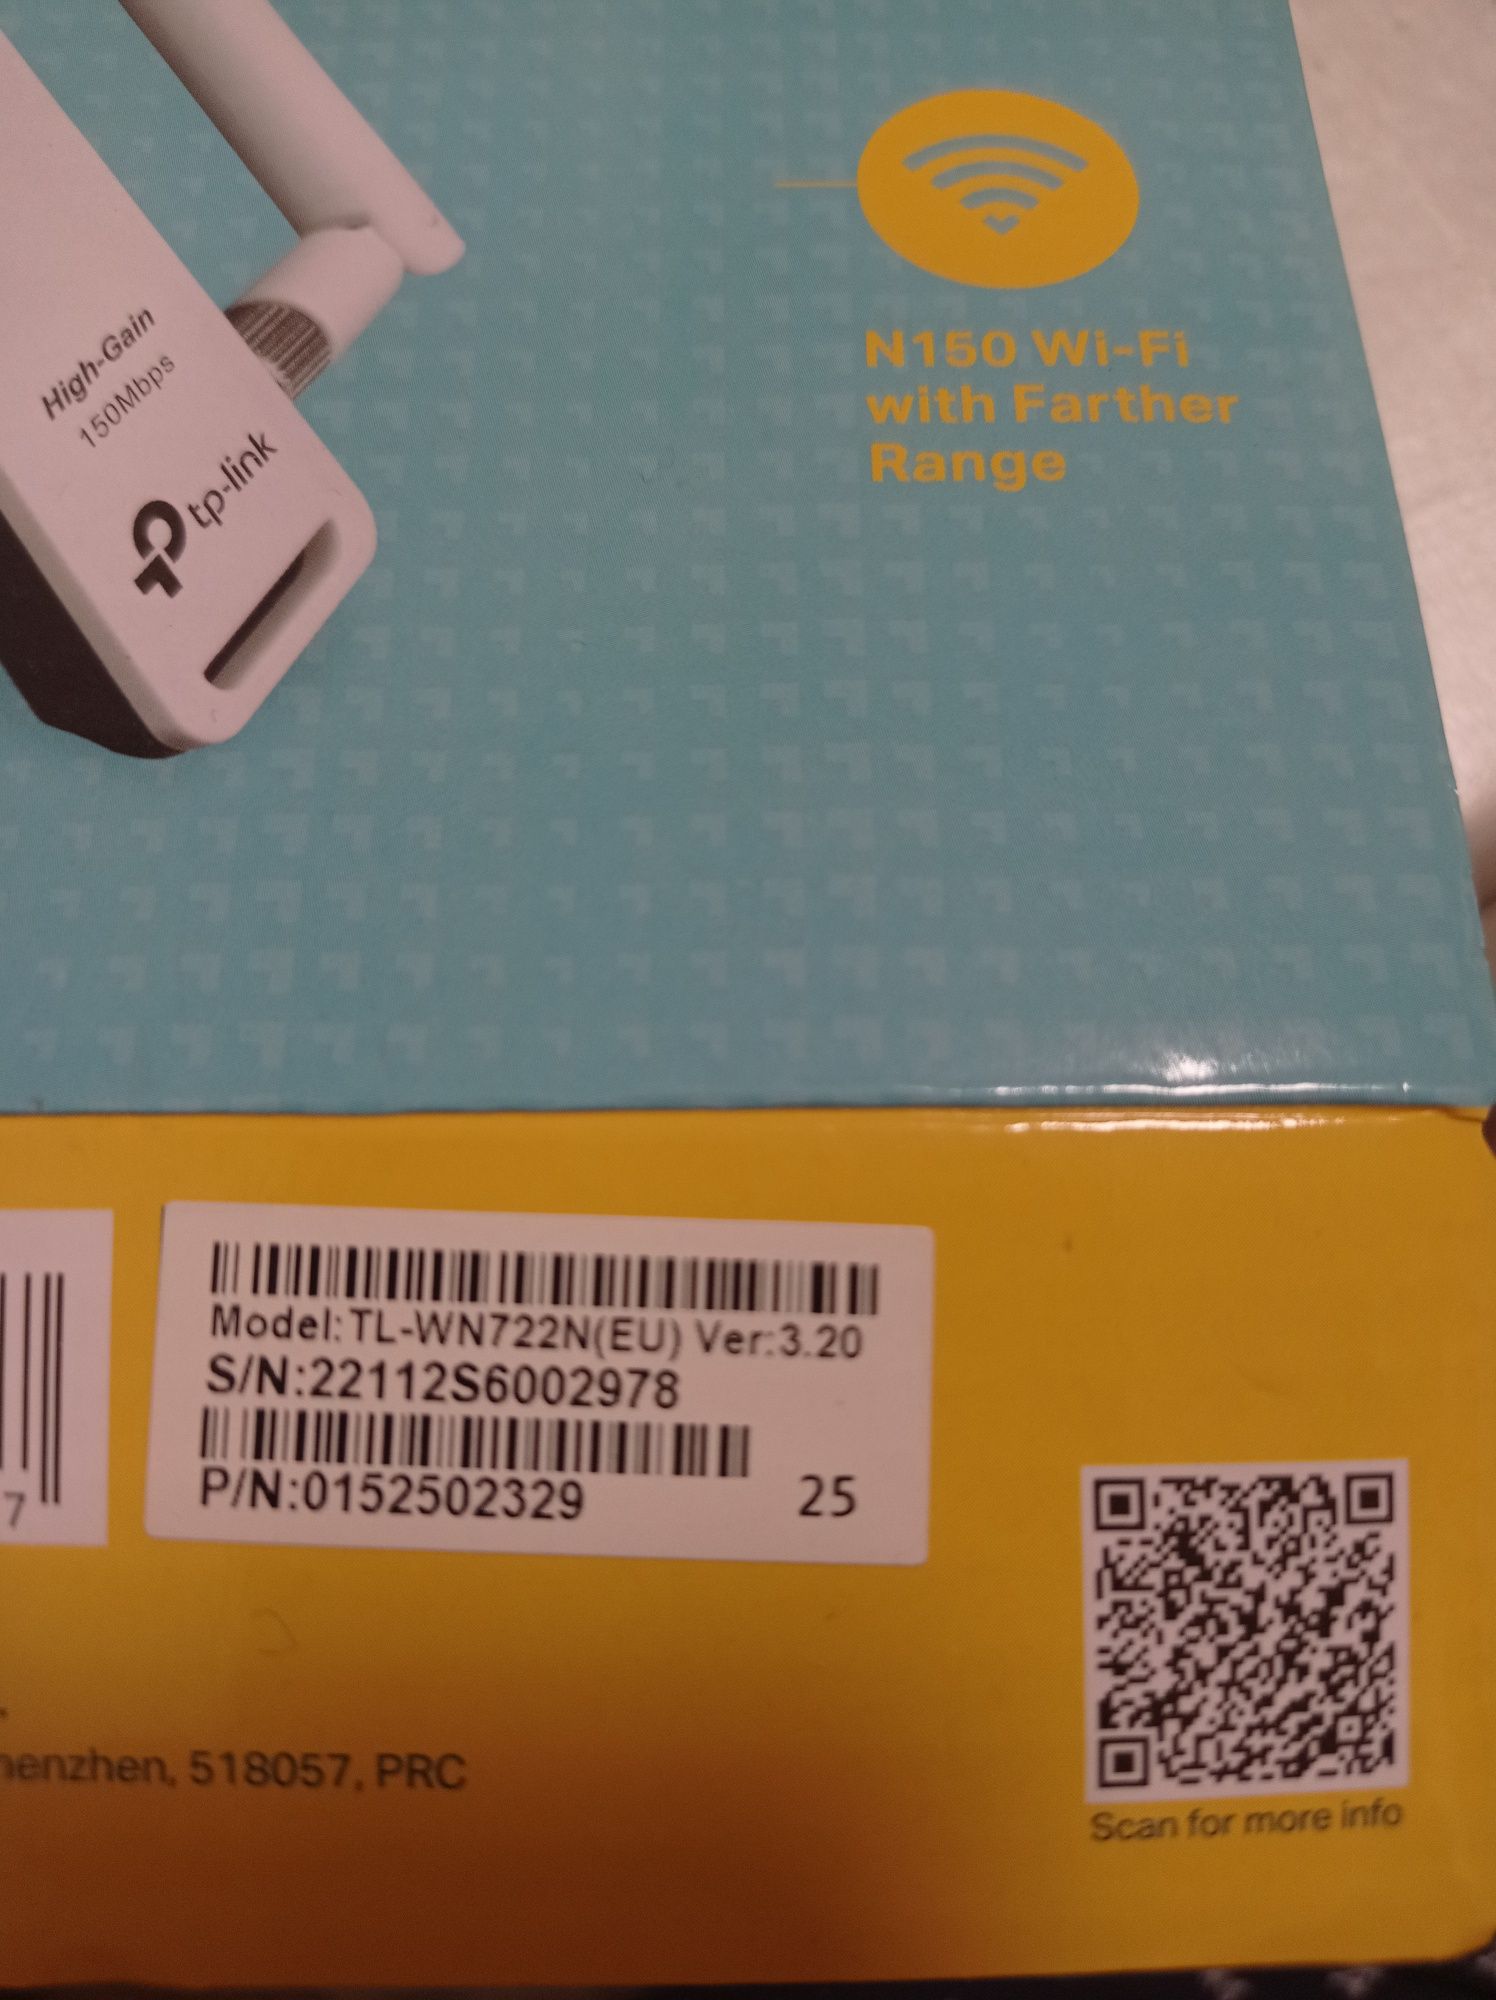 High-Gain
150Mbps
tp-link
N150 Wi-Fi
with Farther
Range
Model:TL-WN722N(EU) Ver:3.20
S/N:22112S6002978
P/N:0152502329
25
7
henzhen, 518057, PRC
Scan for more info